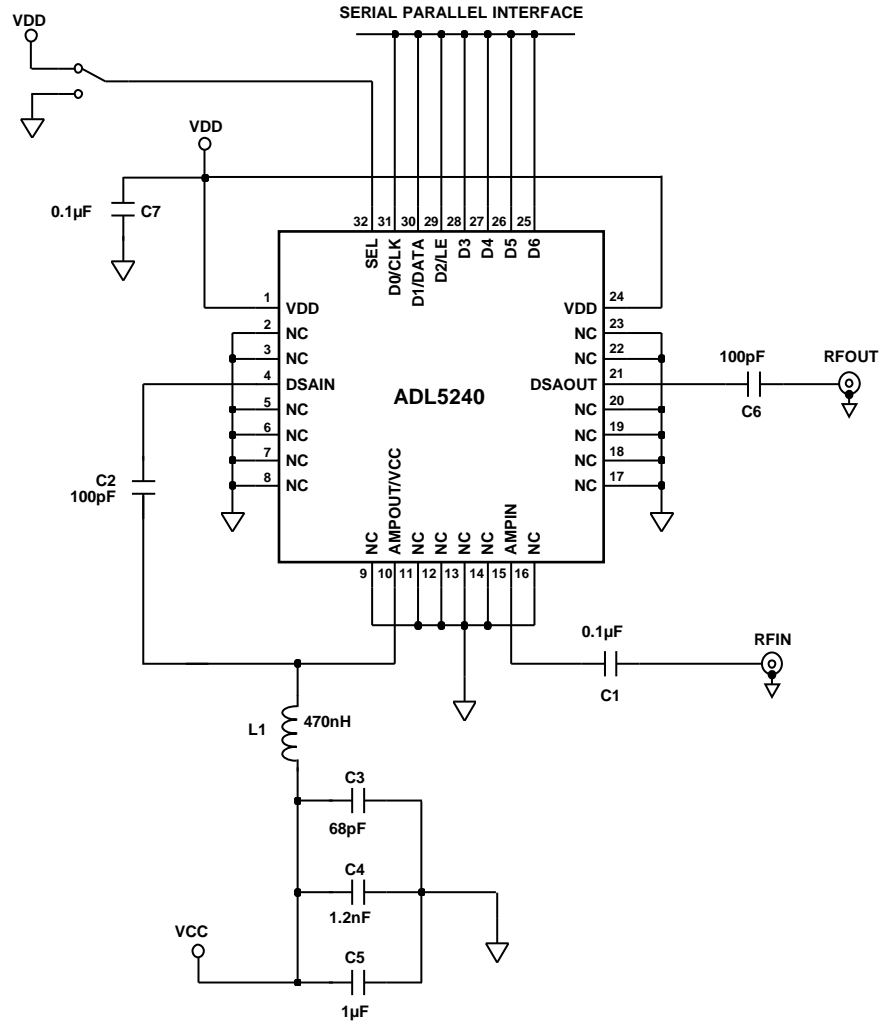 SERIAL PARALLEL INTERFACE
VDD
VDD
0.1µF
C7
32 31 30 29 28 27 26 25
SEL
D0/CLK
D1/DATA
D2/LE
D3
D4
D5
D6
1 VDD
2 NC
3 NC
4 DSAIN
5 NC
6 NC
7 NC
8 NC
ADL5240
VDD 24
NC 23
NC 22
DSAOUT 21
NC 20
NC 19
NC 18
NC 17
100pF
C6
RFOUT
C2
100pF
NC
AMPOUT/VCC
NC
NC
NC
NC
AMPIN
NC
9 10 11 12 13 14 15 16
0.1µF
C1
RFIN
L1
470nH
C3
68pF
C4
1.2nF
VCC
C5
1µF